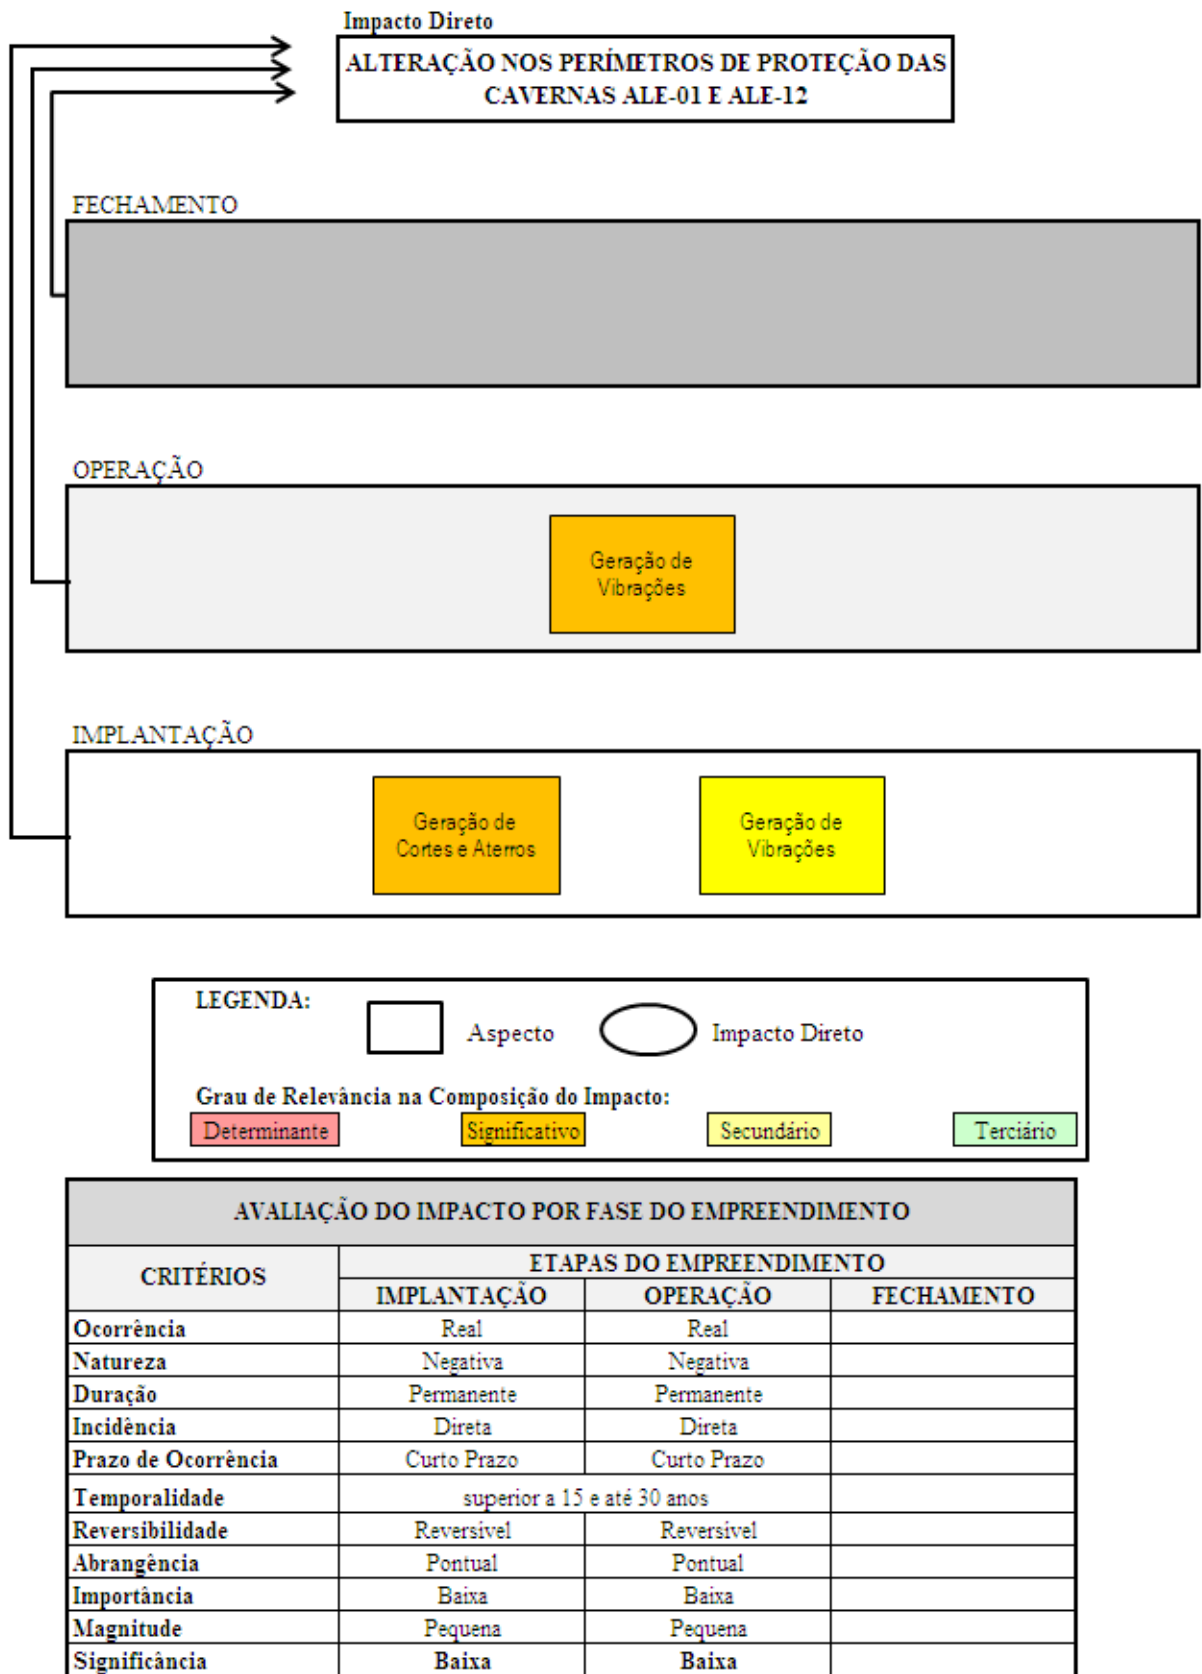 Impacto Direto
ALTERAÇÃO NOS PERÍMETROS DE PROTEÇÃO DAS
CAVERNAS ALE-01 E ALE-12
FECHAMENTO
OPERAÇÃO
Geração de
Vibrações
IMPLANTAÇÃO
Geração de
Cortes e Aterros
Geração de
Vibrações
LEGENDA:
Aspecto
Impacto Direto
Grau de Relevância na Composição do Impacto:
Determinante
Significativo
Secundário
Terciário
AVALIAÇÃO DO IMPACTO POR FASE DO EMPREENDIMENTO
CRITÉRIOS
ETAPAS DO EMPREENDIMENTO
IMPLANTAÇÃO OPERAÇÃO FECHAMENTO
Ocorrência Real Real
Natureza Negativa Negativa
Duração Permanente Permanente
Incidência Direta Direta
Prazo de Ocorrência Curto Prazo Curto Prazo
Temporalidade superior a 15 e até 30 anos
Reversibilidade Reversível Reversível
Abrangência Pontual Pontual
Importância Baixa Baixa
Magnitude Pequena Pequena
Significância Baixa Baixa